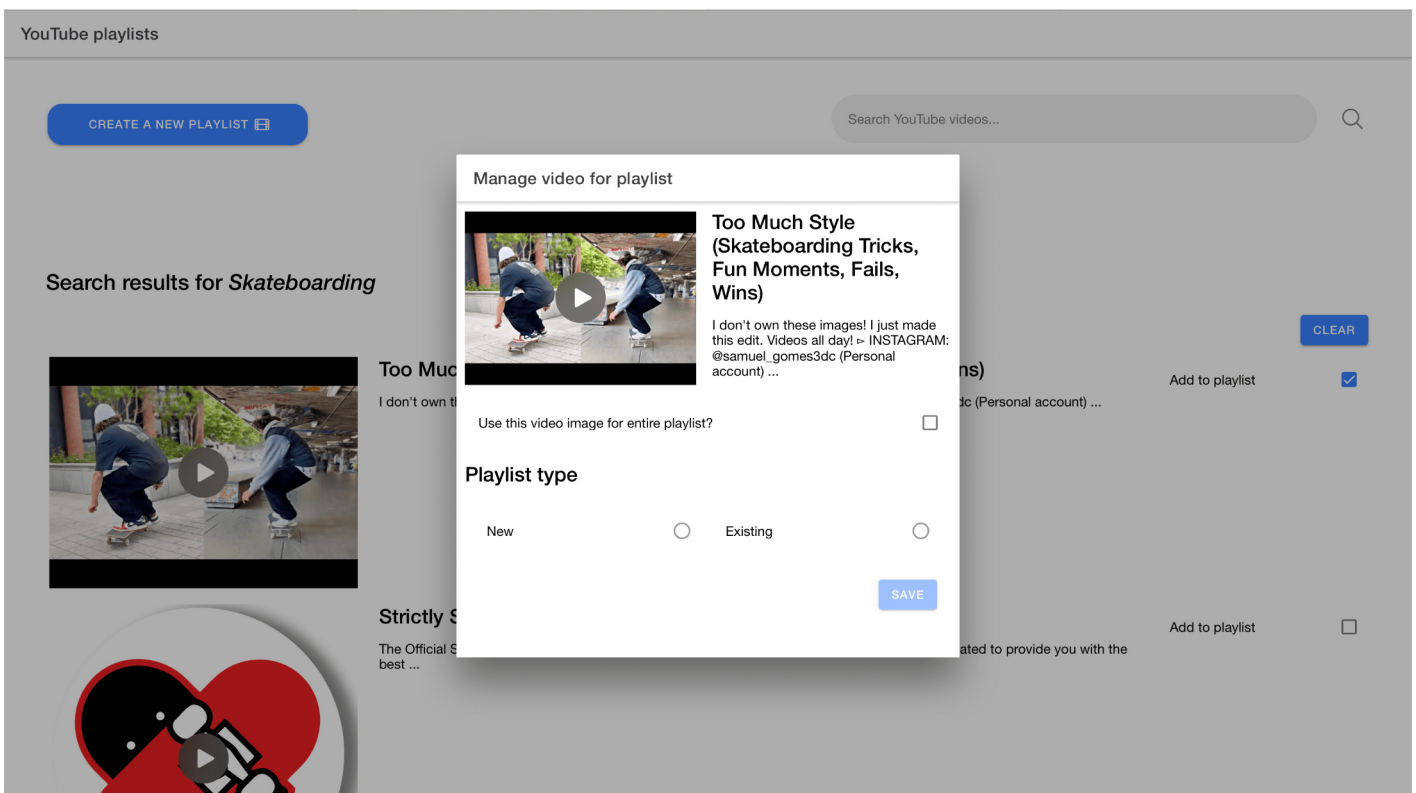 YouTube playlists
CREATE A NEW PLAYLIST
Search YouTube videos...
Manage video for playlist
Too Much Style
(Skateboarding Tricks,
Fun Moments, Fails,
Wins)
I don't own these images! I just made
this edit. Videos all day! ▻ INSTAGRAM:
@samuel_gomes3dc (Personal
account) ...
Use this video image for entire playlist?
Playlist type
New
Existing
SAVE
Search results for Skateboarding
CLEAR
Too Muc
ns)
I don't own t
dc (Personal account) ...
Add to playlist
Strictly S
The Official S
ated to provide you with the
best ...
Add to playlist